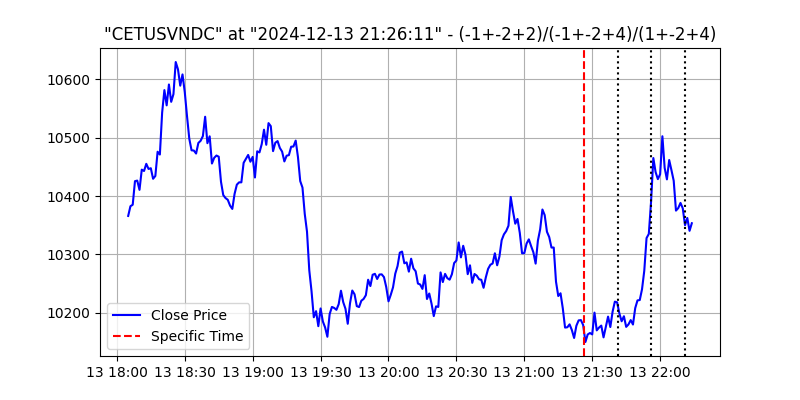 "CETUSVNDC" at "2024-12-13 21:26:11" - (-1+-2+2)/(-1+-2+4)/(1+-2+4)
10600
10500
10400
10300
10200
Close Price
Specific Time
13 18:00 13 18:30 13 19:00 13 19:30 13 20:00 13 20:30 13 21:00 13 21:30 13 22:00